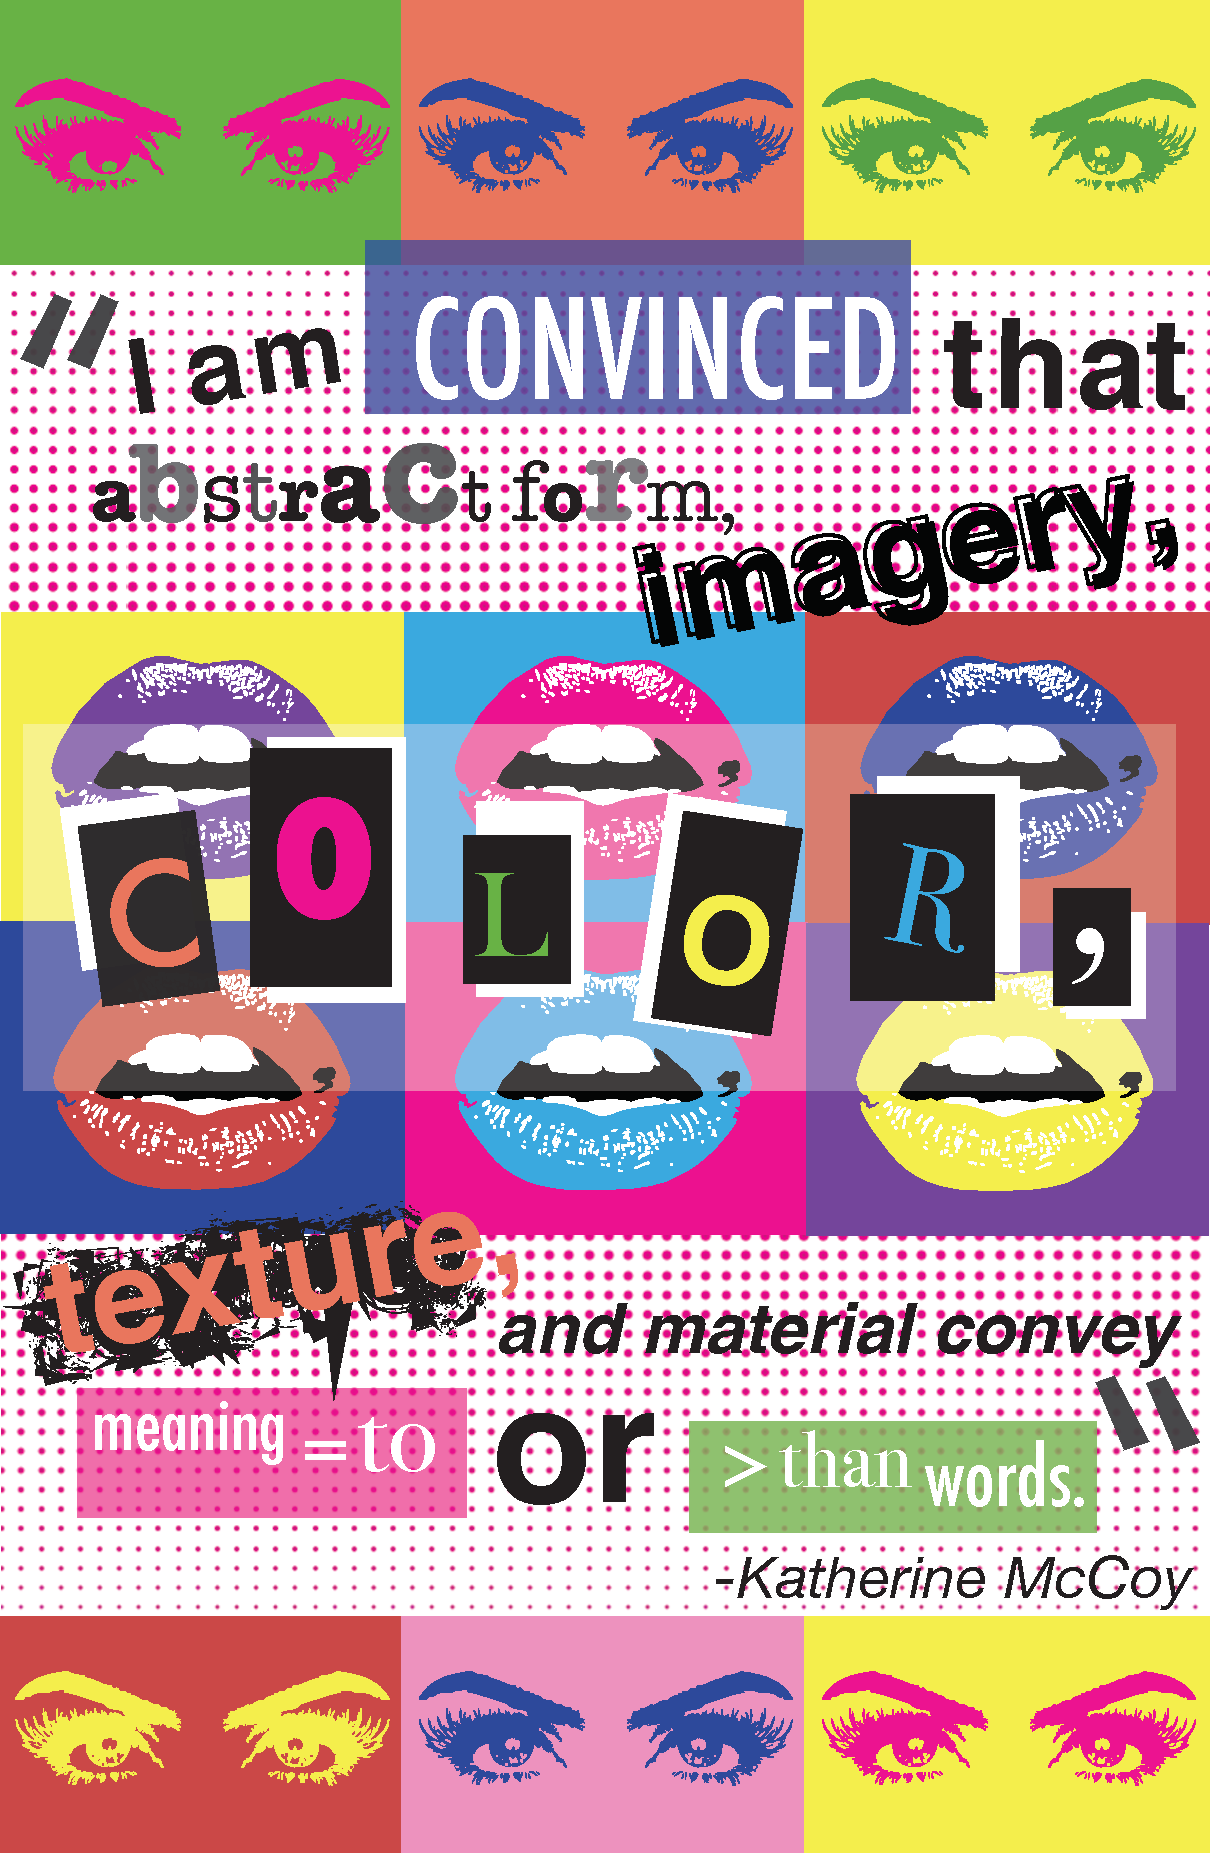 "I am CONVINCED that
abstraCt form,
imagery,
COLOR,
texture,
and material convey
meaning =to or > than words."
-Katherine McCoy